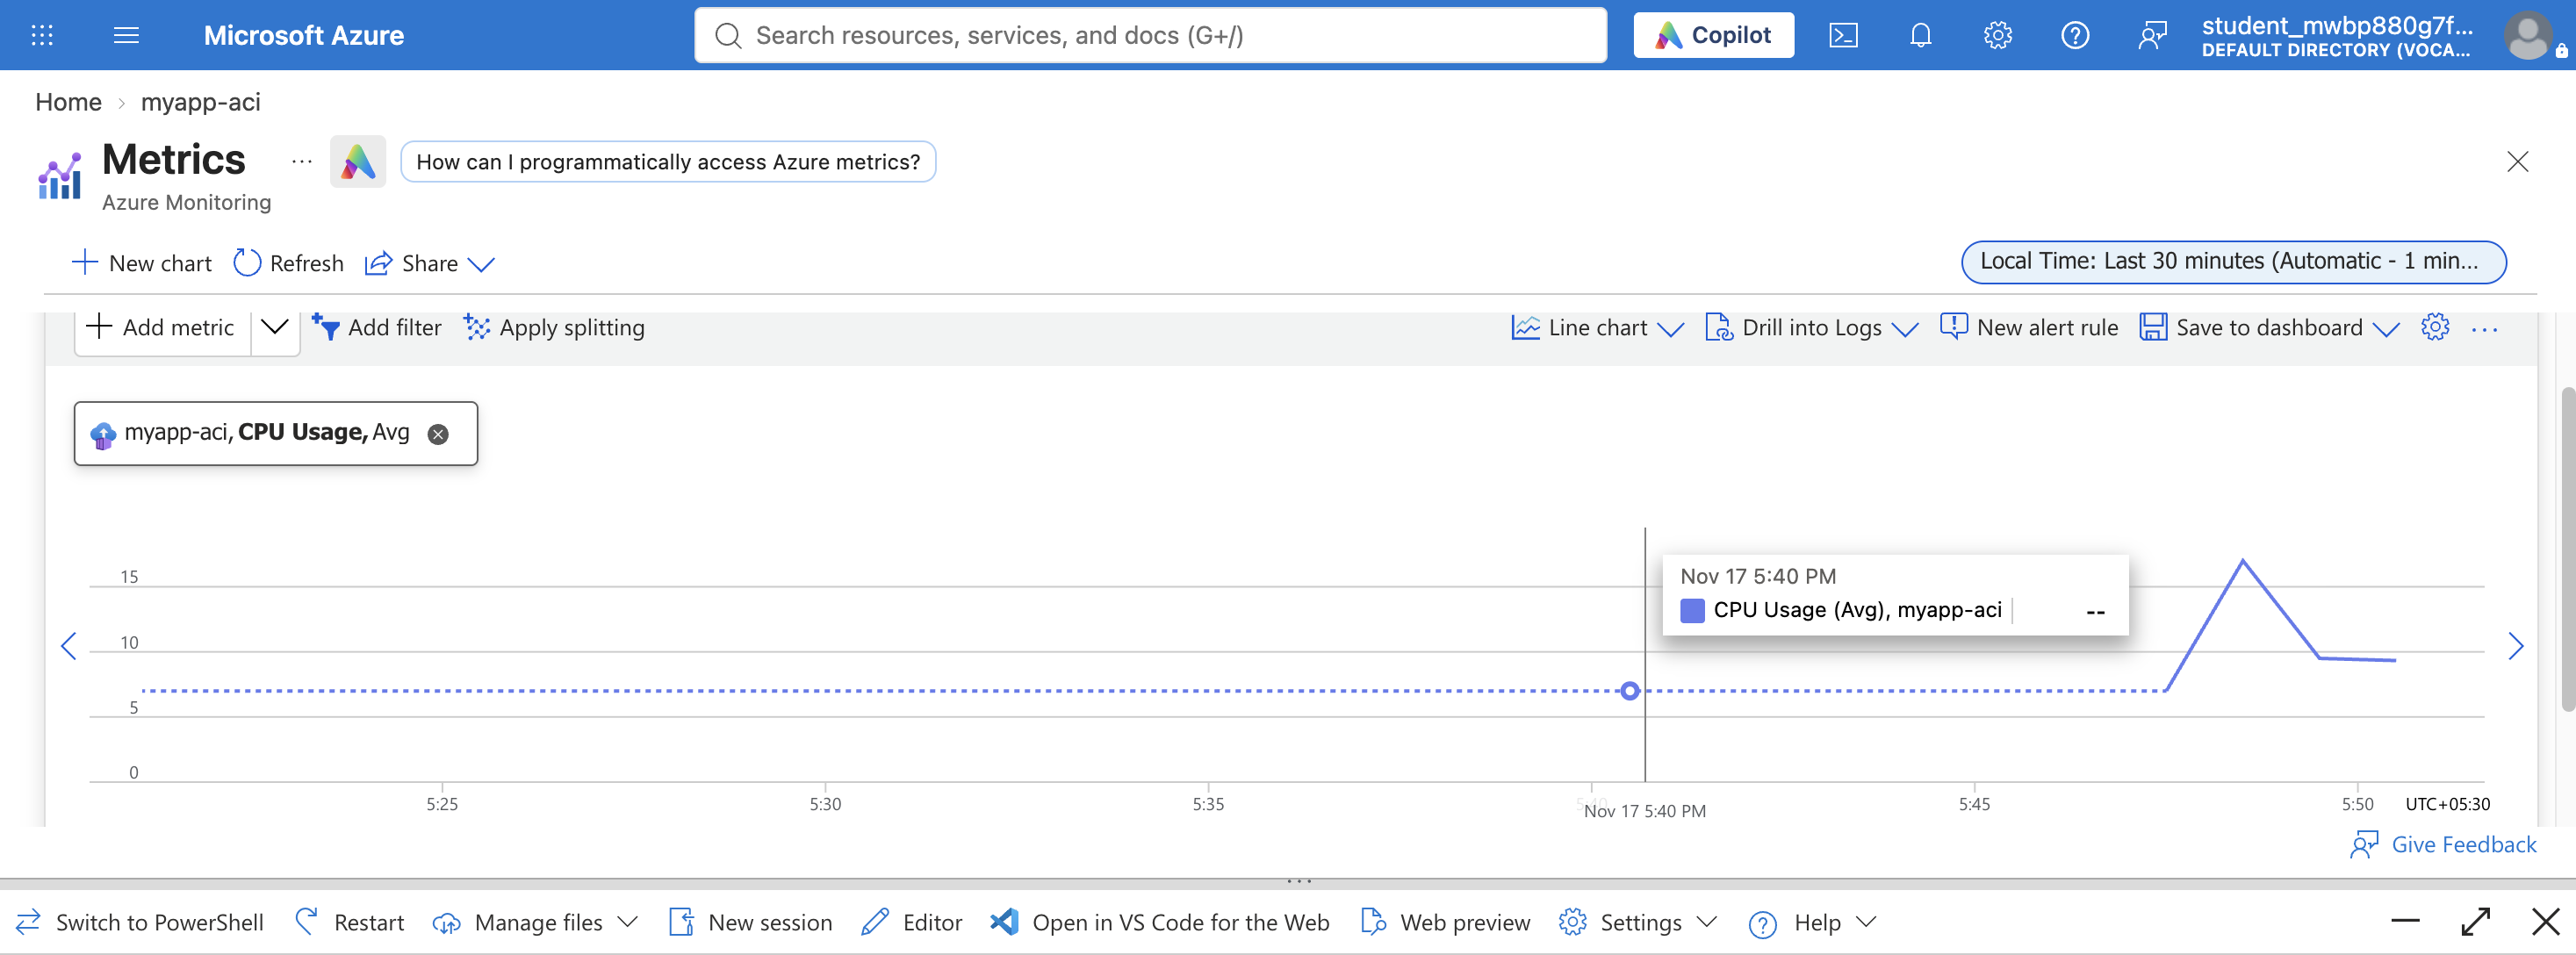 Microsoft Azure
Search resources, services, and docs (G+/)
Copilot
student_mwbp880g7f...
DEFAULT DIRECTORY (VOCA...
Home > myapp-aci
Metrics ...
How can I programmatically access Azure metrics?
Azure Monitoring
New chart Refresh Share
Local Time: Last 30 minutes (Automatic - 1 min...
Add metric Add filter Apply splitting Line chart Drill into Logs New alert rule Save to dashboard ...
myapp-aci, CPU Usage, Avg
Nov 17 5:40 PM
CPU Usage (Avg), myapp-aci | --
15
10
5
0
5:25 5:30 5:35 5:40 5:45 5:50 UTC+05:30
Nov 17 5:40 PM
Give Feedback
...
Switch to PowerShell Restart Manage files New session Editor Open in VS Code for the Web Web preview Settings Help